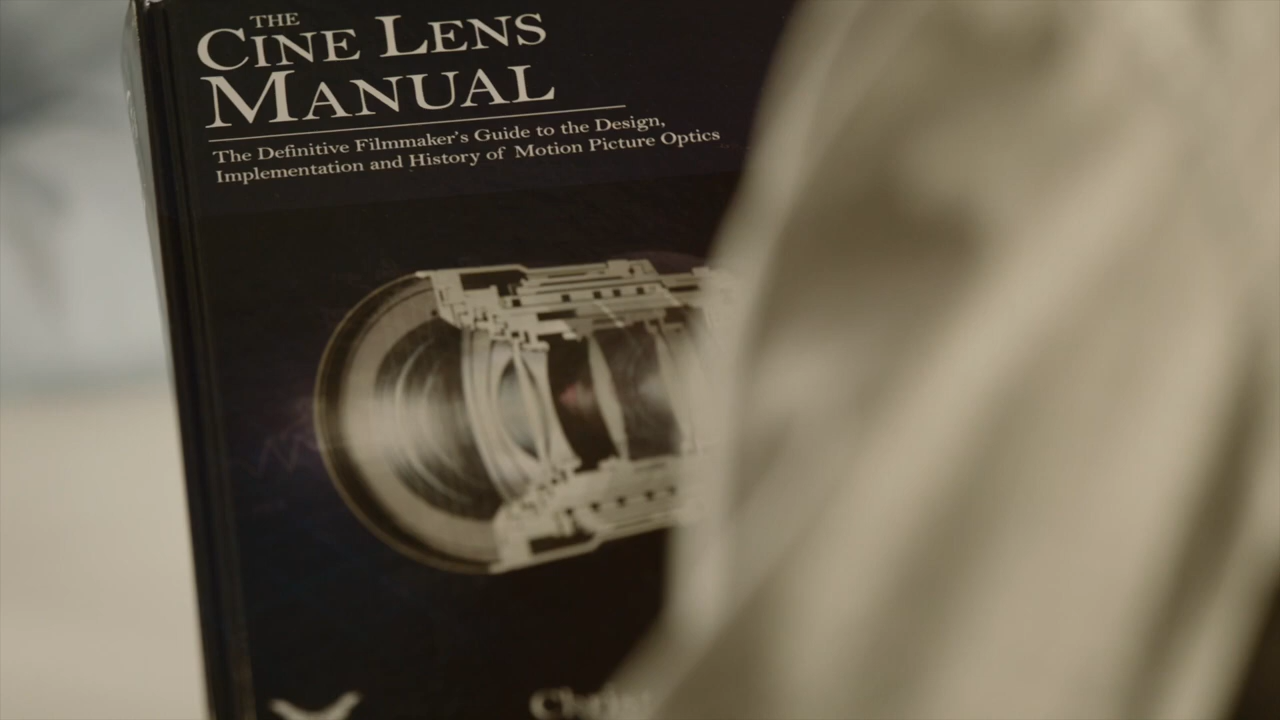 THE
CINE LENS
MANUAL
The Definitive Filmmaker's Guide to the Design,
Implementation and History of Motion Picture Optics